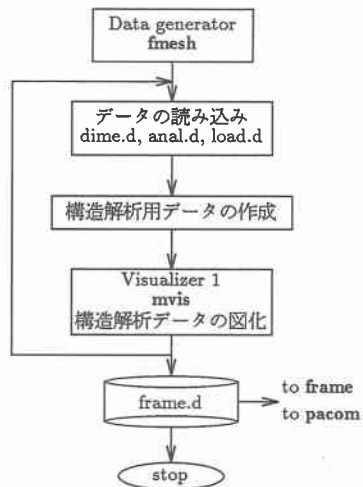 Data generator
fmesh
データの読み込み
dime.d, anal.d, load.d
構造解析用データの作成
Visualizer 1
mvis
構造解析データの図化
frame.d
to frame
to pacom
stop